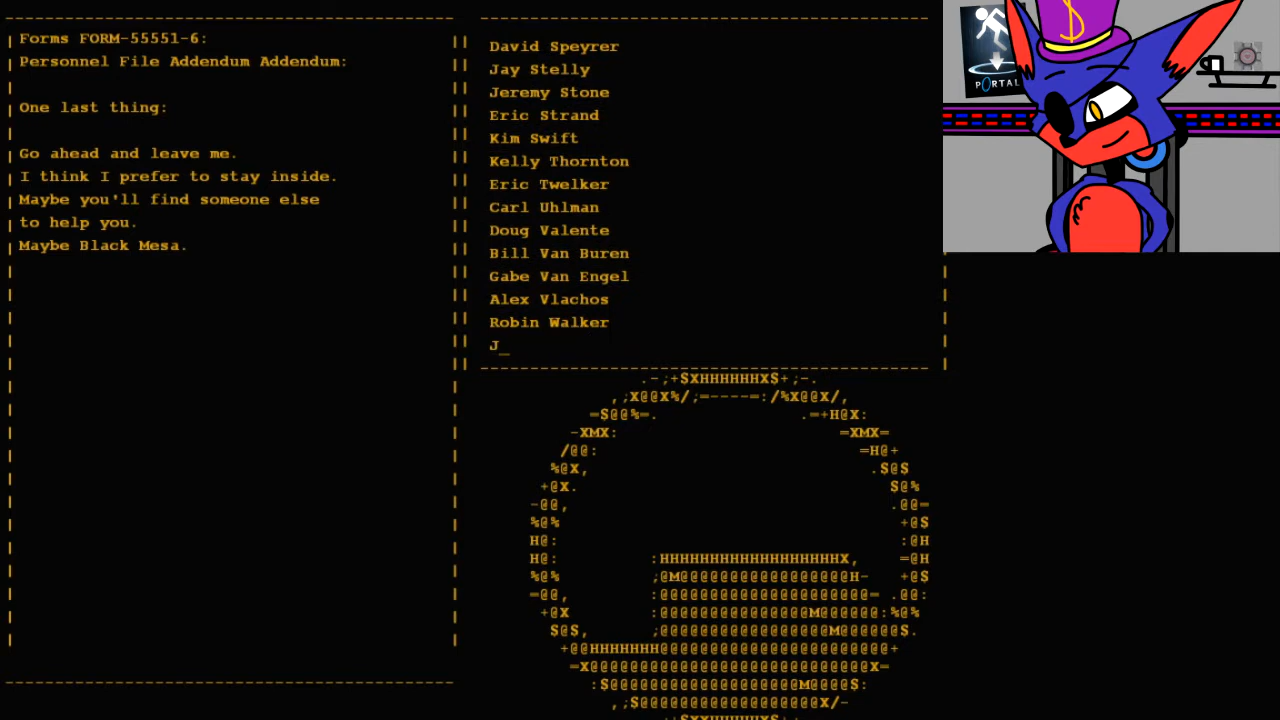 Forms FORM-55551-6:
Personnel File Addendum Addendum:
One last thing:
Go ahead and leave me.
I think I prefer to stay inside.
Maybe you'll find someone else
to help you.
Maybe Black Mesa.
David Speyrer
Jay Stelly
Jeremy Stone
Eric Strand
Kim Swift
Kelly Thornton
Eric Twelker
Carl Uhlman
Doug Valente
Bill Van Buren
Gabe Van Engel
Alex Vlachos
Robin Walker
J_
PORTAL